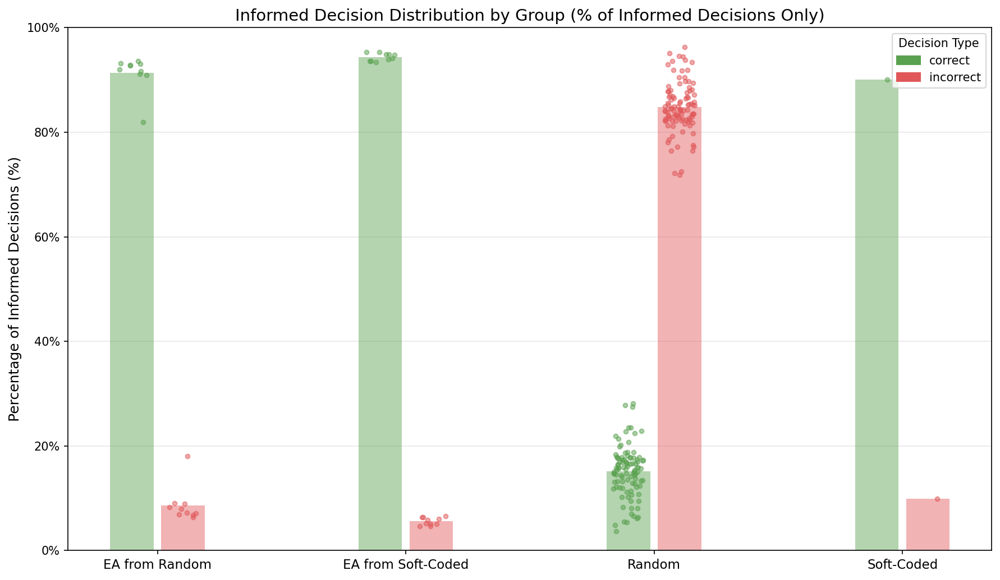 Informed Decision Distribution by Group (% of Informed Decisions Only)
Percentage of Informed Decisions (%)
100%
80%
60%
40%
20%
0%
Decision Type
correct
incorrect
EA from Random
EA from Soft-Coded
Random
Soft-Coded